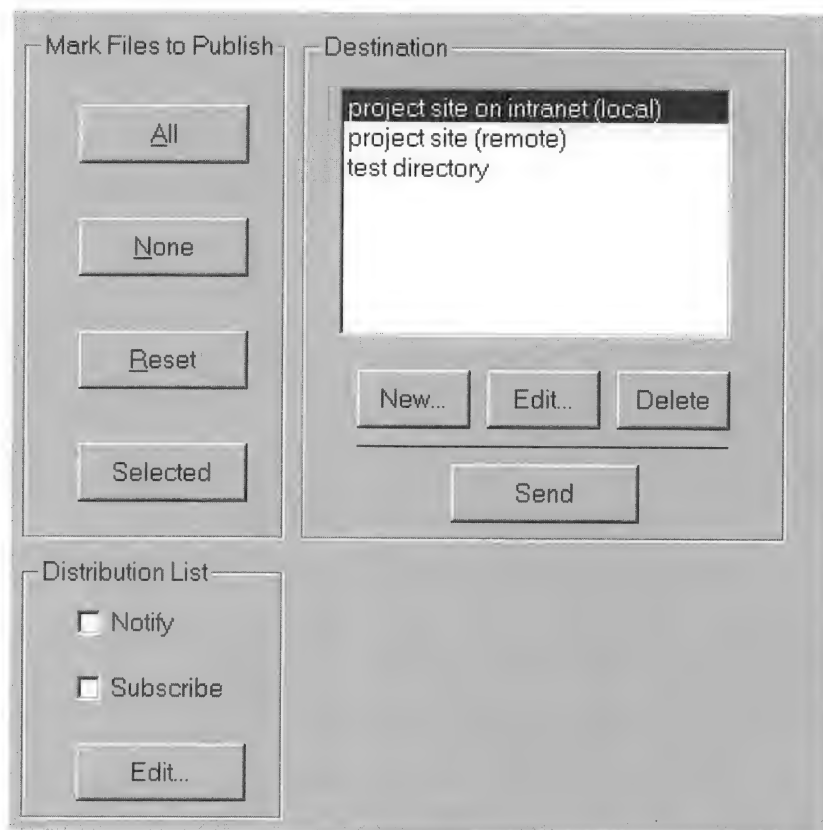 Mark Files to Publish
All
None
Reset
Selected
Destination
project site on intranet (local)
project site (remote)
test directory
New...
Edit...
Delete
Send
Distribution List
Notify
Subscribe
Edit...